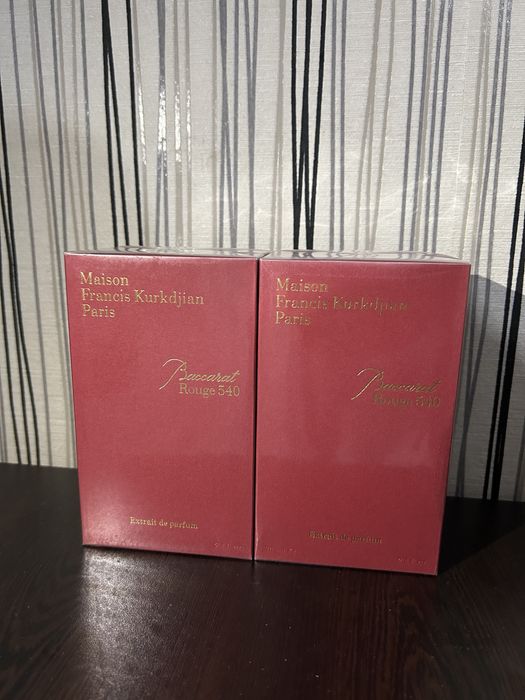 Maison
Francis Kurkdjian
Paris
Baccarat
Rouge 540
Extrait de parfum
Maison
Francis Kurkdjian
Paris
Baccarat
Rouge 540
Extrait de parfum